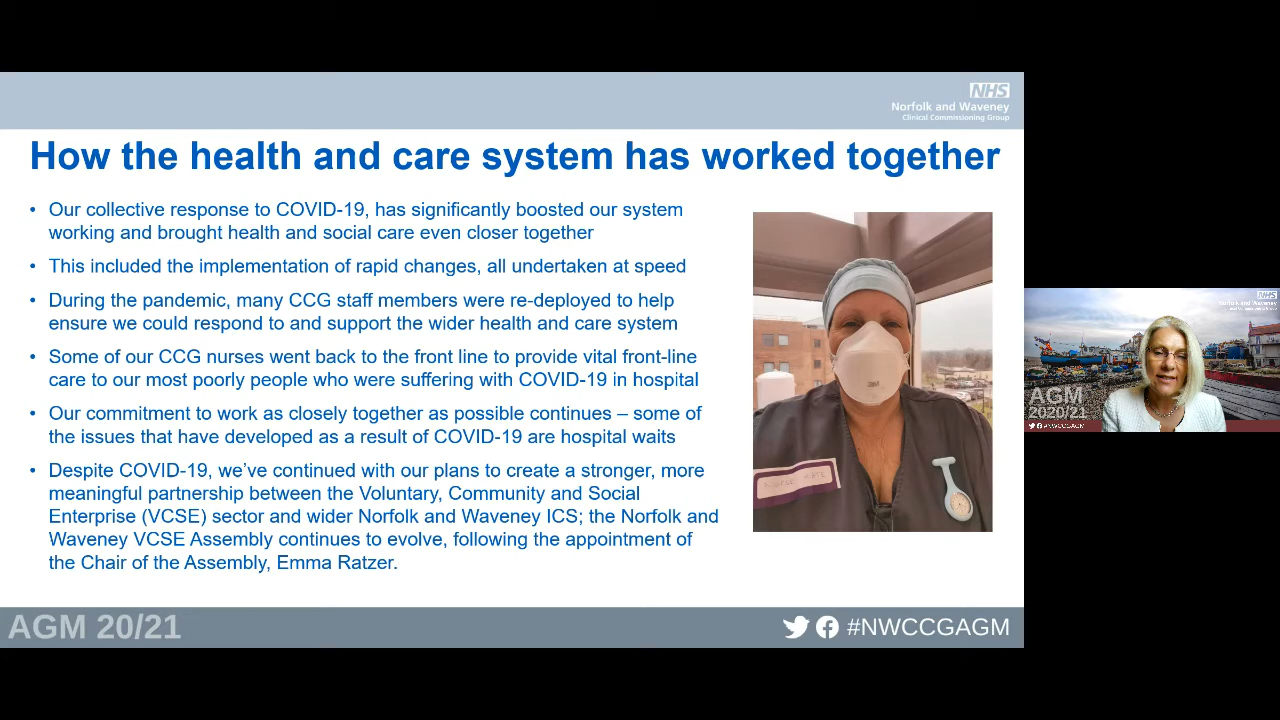 NHS
Norfolk and Waveney
Clinical Commissioning Group
How the health and care system has worked together
• Our collective response to COVID-19, has significantly boosted our system
working and brought health and social care even closer together
• This included the implementation of rapid changes, all undertaken at speed
• During the pandemic, many CCG staff members were re-deployed to help
ensure we could respond to and support the wider health and care system
• Some of our CCG nurses went back to the front line to provide vital front-line
care to our most poorly people who were suffering with COVID-19 in hospital
• Our commitment to work as closely together as possible continues – some of
the issues that have developed as a result of COVID-19 are hospital waits
• Despite COVID-19, we've continued with our plans to create a stronger, more
meaningful partnership between the Voluntary, Community and Social
Enterprise (VCSE) sector and wider Norfolk and Waveney ICS; the Norfolk and
Waveney VCSE Assembly continues to evolve, following the appointment of
the Chair of the Assembly, Emma Ratzer.
3M
AGM 20/21
#NWCCGAGM
NHS
Norfolk and Waveney
Clinical Commissioning Group
AGM
2020/21
#NWCCGAGM